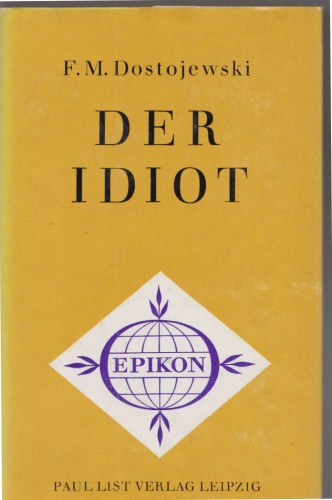 F. M. Dostojewski
DER
IDIOT
EPIKON
PAUL LIST VERLAG LEIPZIG